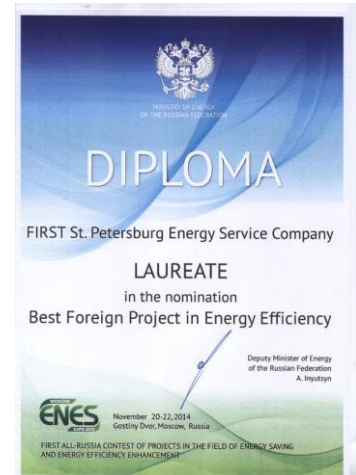 MINISTRY OF ENERGY
OF THE RUSSIAN FEDERATION
DIPLOMA
FIRST St. Petersburg Energy Service Company
LAUREATE
in the nomination
Best Foreign Project in Energy Efficiency
Deputy Minister of Energy
of the Russian Federation
A. Inyutsyn
MOSCOW
ENES
EXPO 2014
November 20-22, 2014
Gostiny Dvor, Moscow, Russia
FIRST ALL-RUSSIA CONTEST OF PROJECTS IN THE FIELD OF ENERGY SAVING
AND ENERGY EFFICIENCY ENHANCEMENT